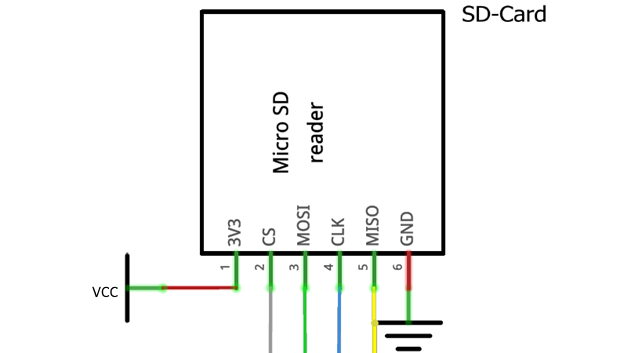 SD-Card
Micro SD
reader
3V3
CS
MOSI
CLK
MISO
GND
1
2
3
4
5
6
VCC